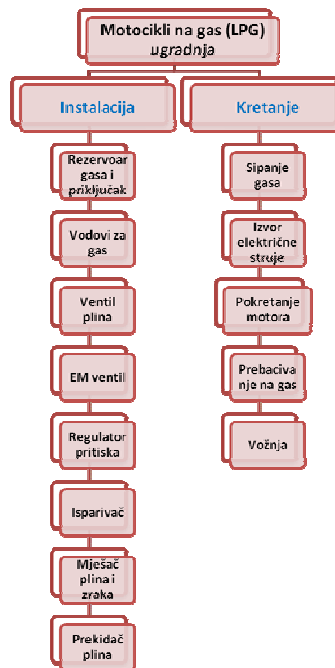 Motocikli na gas (LPG)
ugradnja
Instalacija
Rezervoar
gasa i
priključak
Vodovi za
gas
Ventil
plina
EM ventil
Regulator
pritiska
Isparivač
Mješač
plina i
zraka
Prekidač
plina
Kretanje
Sipanje
gasa
Izvor
električne
struje
Pokretanje
motora
Prebaciva
nje na gas
Vožnja